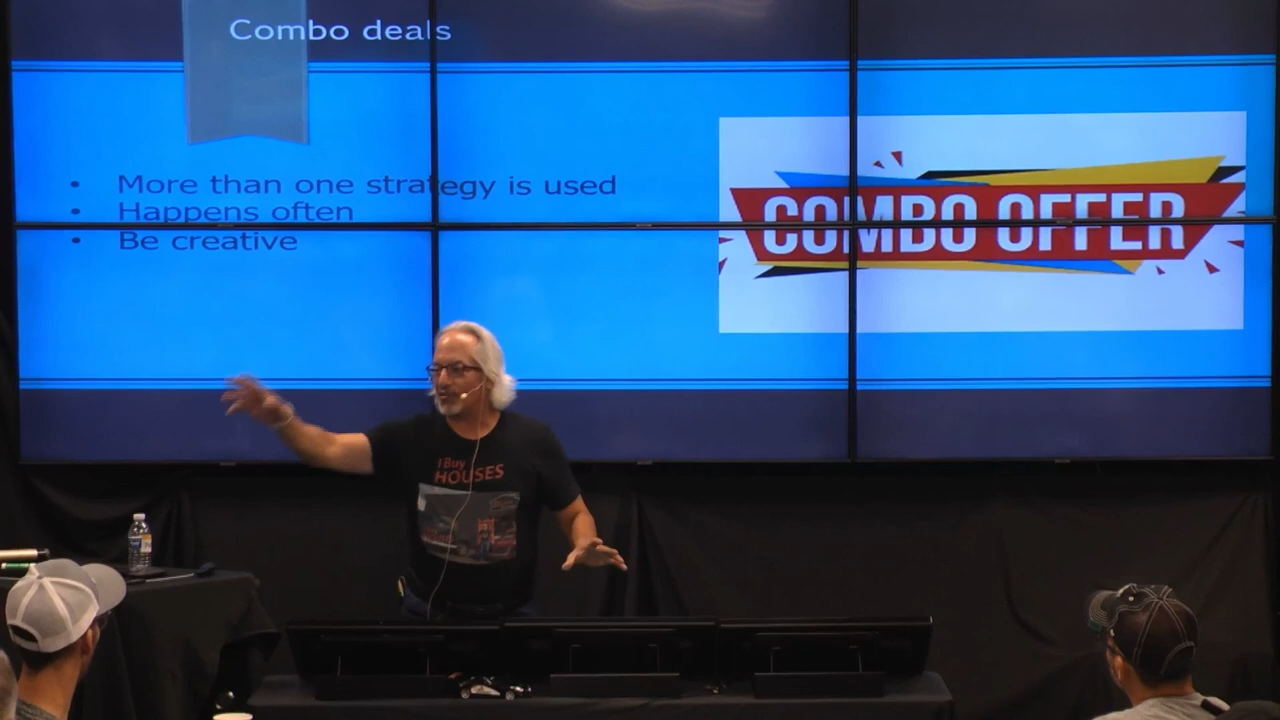 Combo deals
• More than one strategy is used
• Happens often
• Be creative
COMBO OFFER
I Buy
HOUSES